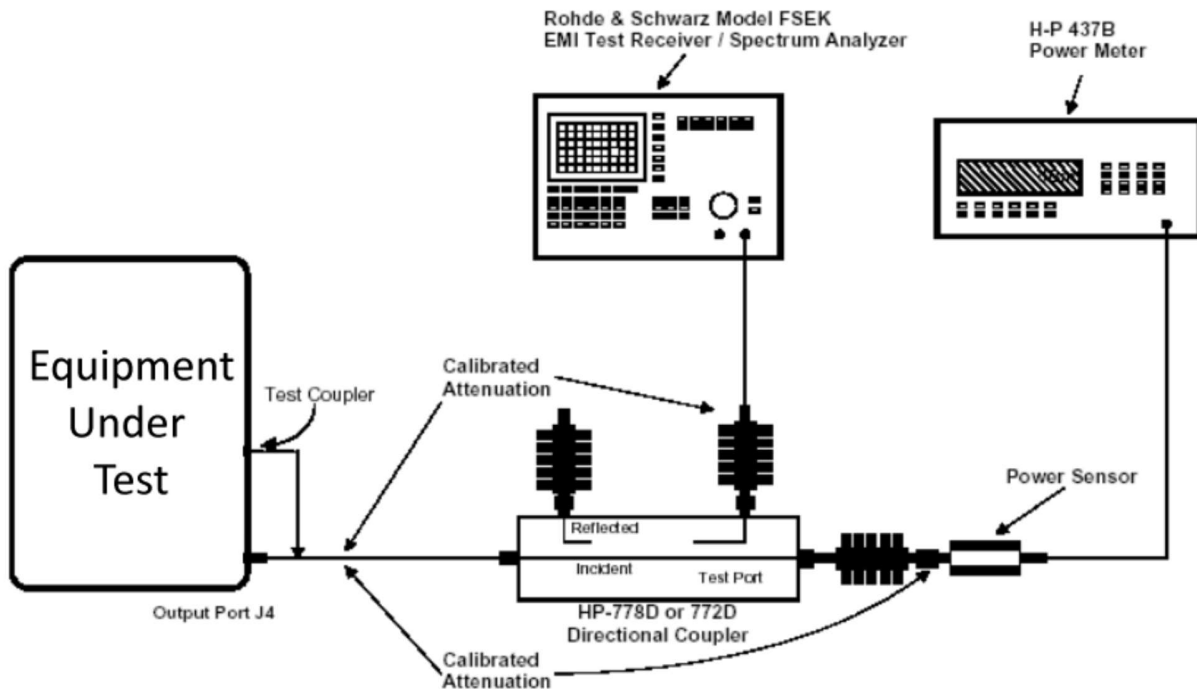 Rohde & Schwarz Model FSEK
EMI Test Receiver / Spectrum Analyzer
H-P 437B
Power Meter
Equipment
Under
Test
Test Coupler
Calibrated
Attenuation
Power Sensor
Reflected
Incident
Test Port
Output Port J4
HP-778D or 772D
Directional Coupler
Calibrated
Attenuation